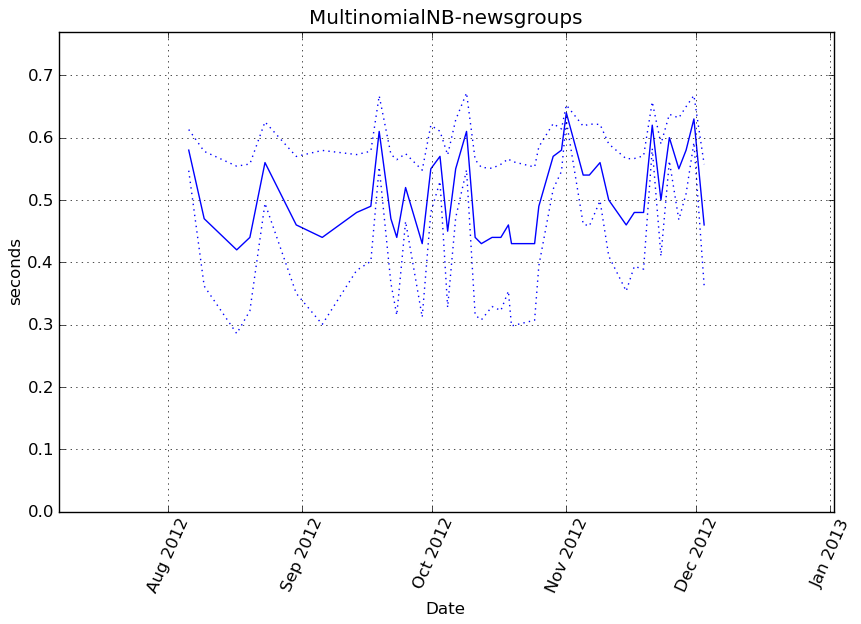 MultinomialNB-newsgroups
0.7
0.6
0.5
0.4
0.3
0.2
0.1
0.0
seconds
Aug 2012
Sep 2012
Oct 2012
Nov 2012
Dec 2012
Jan 2013
Date